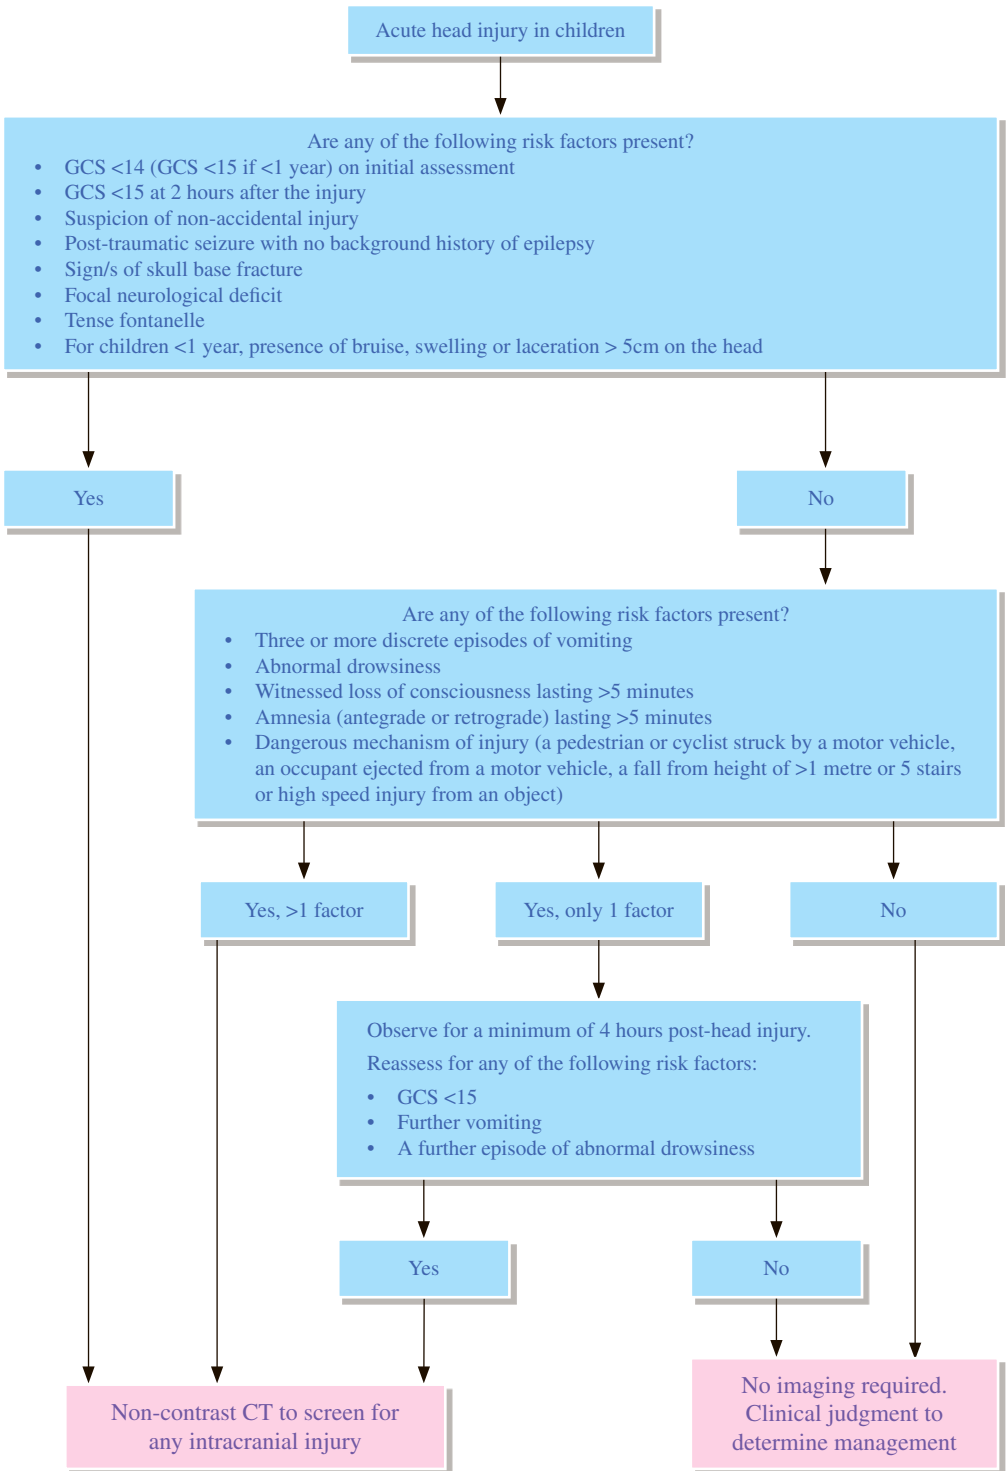 Acute head injury in children
Are any of the following risk factors present?
• GCS <14 (GCS <15 if <1 year) on initial assessment
• GCS <15 at 2 hours after the injury
• Suspicion of non-accidental injury
• Post-traumatic seizure with no background history of epilepsy
• Sign/s of skull base fracture
• Focal neurological deficit
• Tense fontanelle
• For children <1 year, presence of bruise, swelling or laceration > 5cm on the head
Yes
No
Are any of the following risk factors present?
• Three or more discrete episodes of vomiting
• Abnormal drowsiness
• Witnessed loss of consciousness lasting >5 minutes
• Amnesia (antegrade or retrograde) lasting >5 minutes
• Dangerous mechanism of injury (a pedestrian or cyclist struck by a motor vehicle,
an occupant ejected from a motor vehicle, a fall from height of >1 metre or 5 stairs
or high speed injury from an object)
Yes, >1 factor
Yes, only 1 factor
No
Observe for a minimum of 4 hours post-head injury.
Reassess for any of the following risk factors:
• GCS <15
• Further vomiting
• A further episode of abnormal drowsiness
Yes
No
Non-contrast CT to screen for
any intracranial injury
No imaging required.
Clinical judgment to
determine management